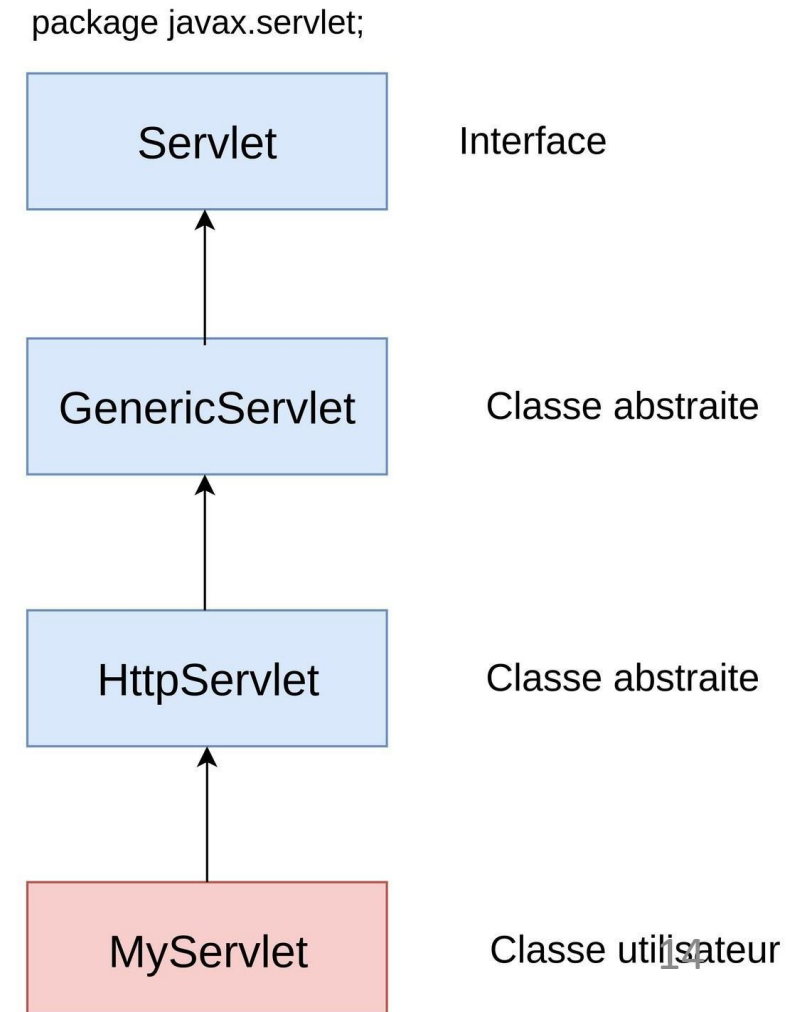 package javax.servlet;
Servlet
Interface
GenericServlet
Classe abstraite
HttpServlet
Classe abstraite
MyServlet
Classe utilisateur
14